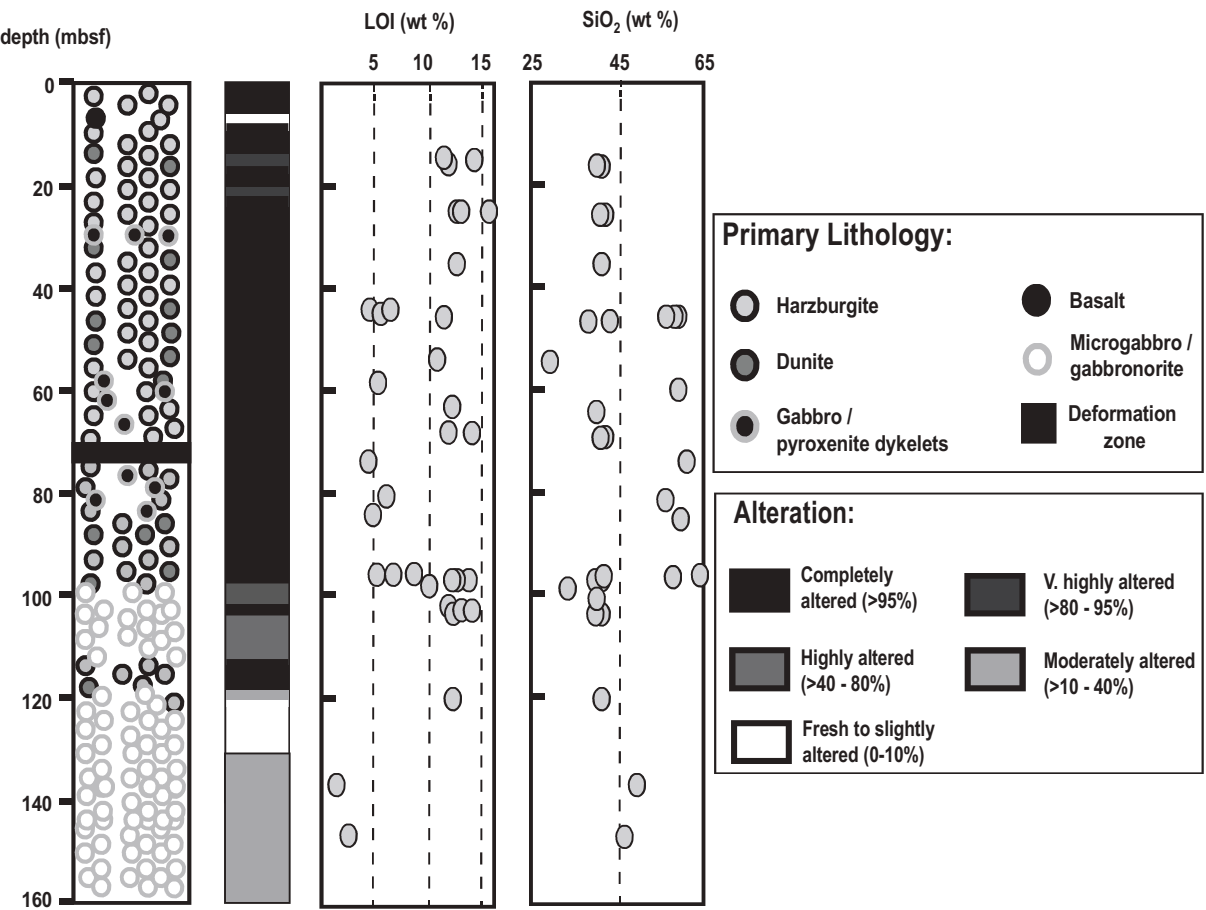 LOI (wt %)
SiO2 (wt %)
depth (mbsf)
5 10 15
25 45 65
0
20
40
60
80
100
120
140
160
Primary Lithology:
Harzburgite
Dunite
Gabbro /
pyroxenite dykelets
Basalt
Microgabbro /
gabbronorite
Deformation
zone
Alteration:
Completely
altered (>95%)
V. highly altered
(>80 - 95%)
Highly altered
(>40 - 80%)
Moderately altered
(>10 - 40%)
Fresh to slightly
altered (0-10%)